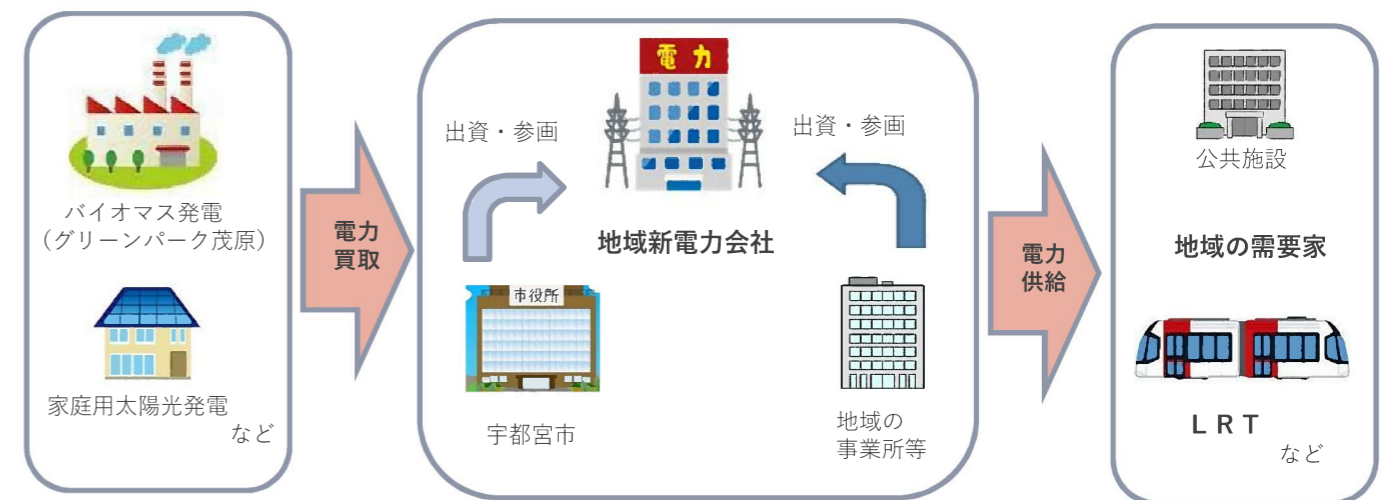 バイオマス発電
（グリーンパーク茂原）
家庭用太陽光発電
など
電力
買取
電力
出資・参画
出資・参画
地域新電力会社
市役所
宇都宮市
地域の
事業所等
電力
供給
公共施設
地域の需要家
ＬＲＴ
など